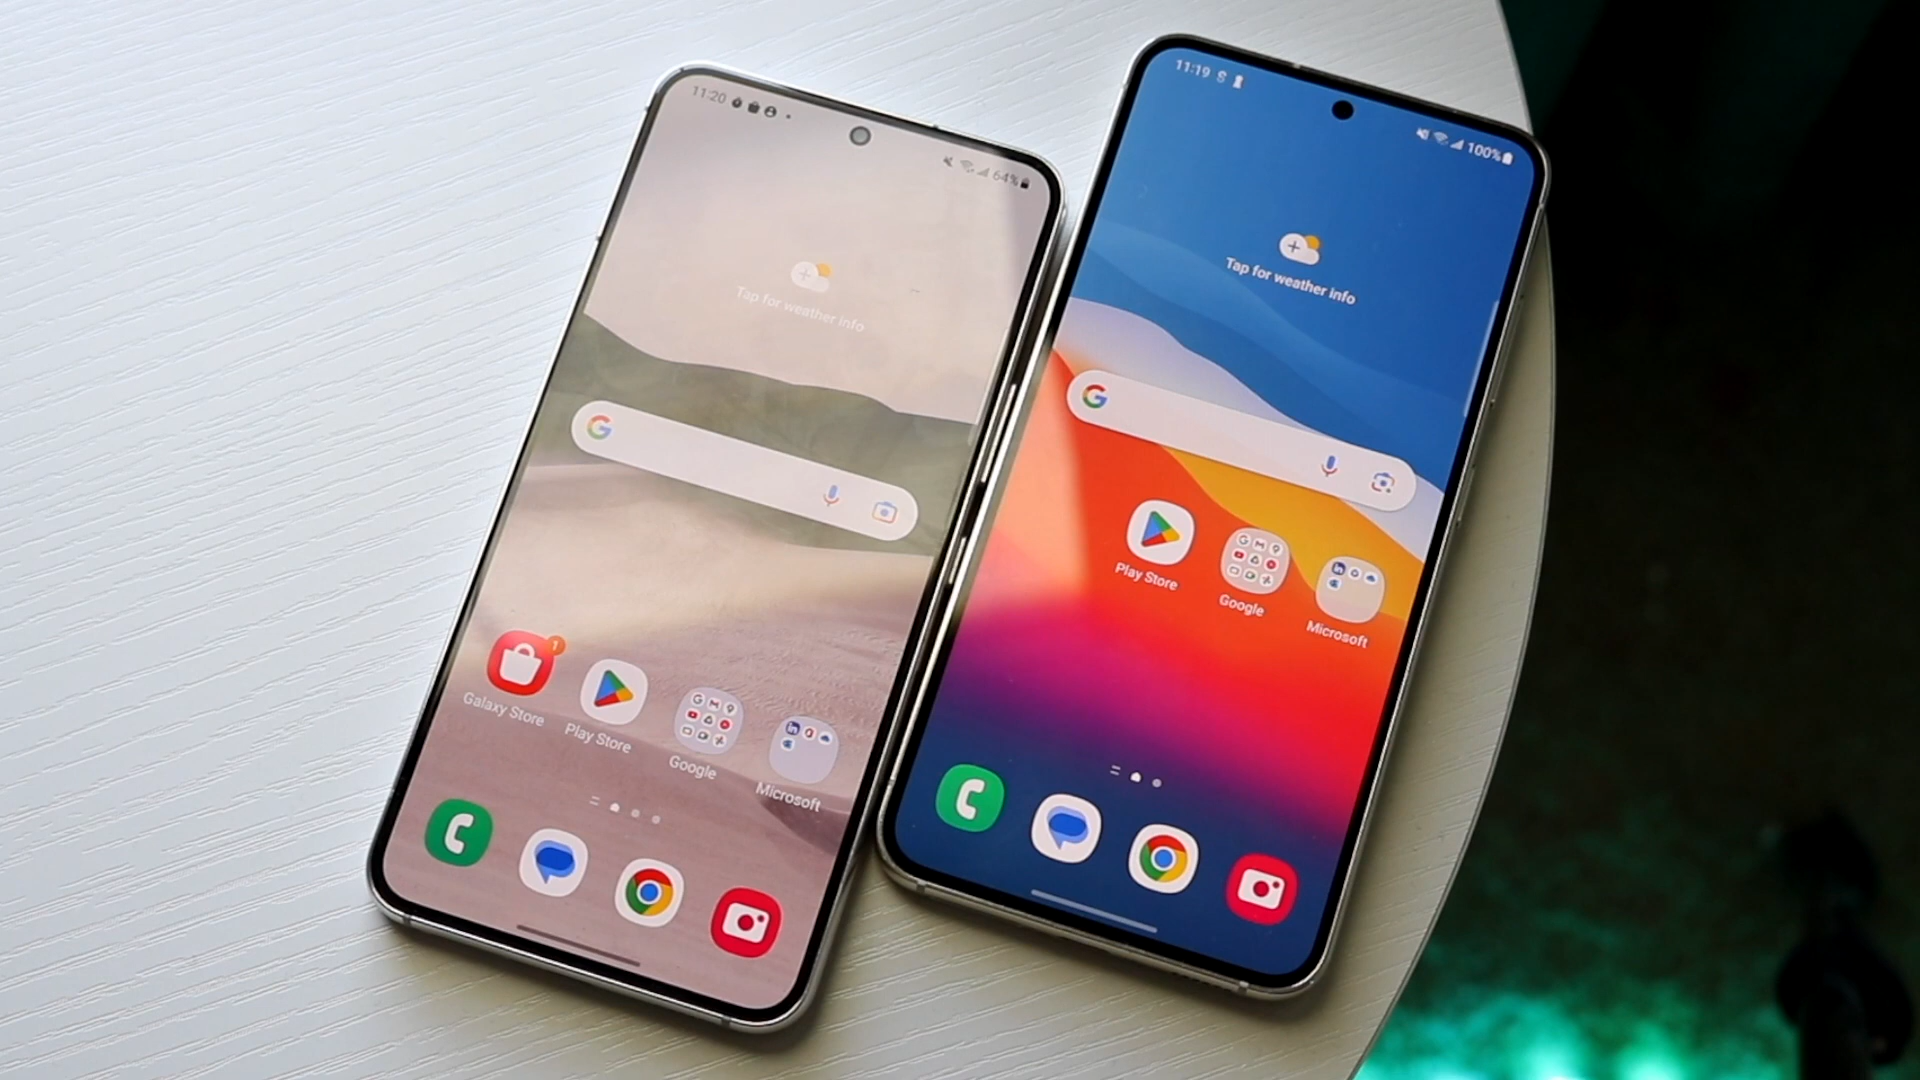 11:20
64%
Tap for weather info
G
1
Galaxy Store
Play Store
Google
Microsoft
11:19
100%
Tap for weather info
G
Play Store
Google
Microsoft